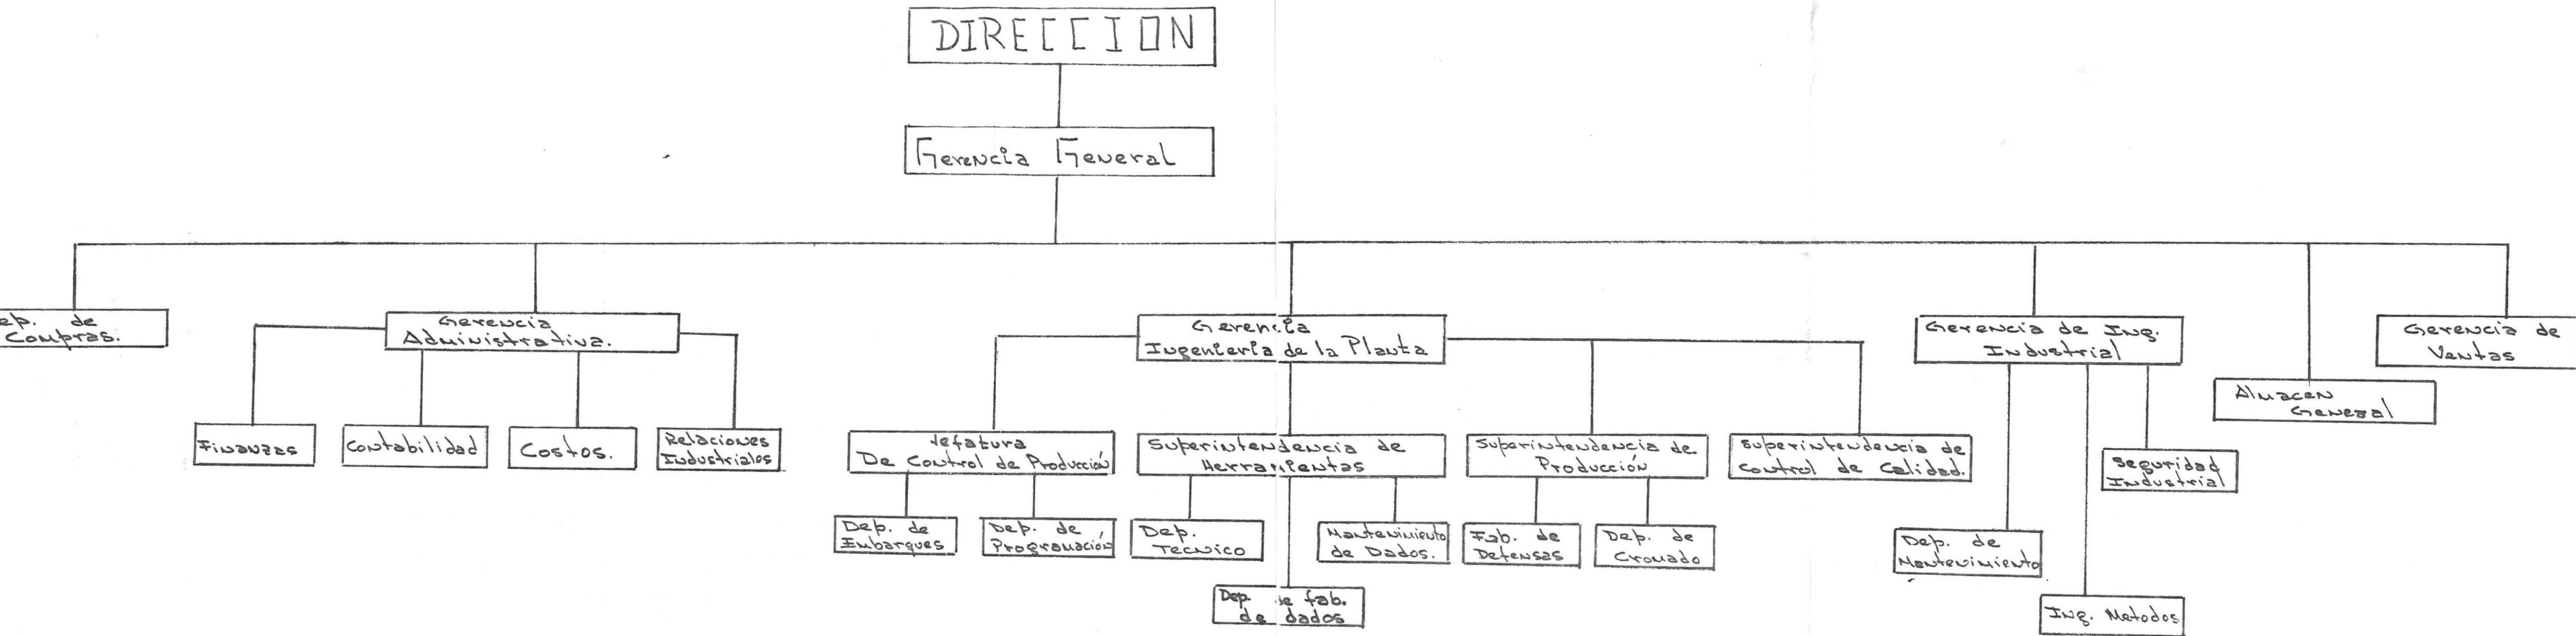 DIRECCION
Gerencia General
ep. de
Compras.
Gerencia
Administrativa.
Gerencia
Ingenieria de la Planta
Gerencia de Ing.
Industrial
Gerencia de
Ventas
Almacen
General
Finanzas
Contabilidad
Costos.
Relaciones
Industriales
Jefatura
De Control de Producción
Superintendencia de
Herramientas
Superintendencia de
Producción
Superintendencia de
Control de Calidad.
Seguridad
Industrial
Dep. de
Embarques
Dep. de
Programación
Dep.
Tecnico
Mantenimiento
de Dados.
Fab. de
Defensas
Dep. de
Cromado
Dep. de
Mantenimiento
Dep. de fab.
de dados
Ing. Metodos